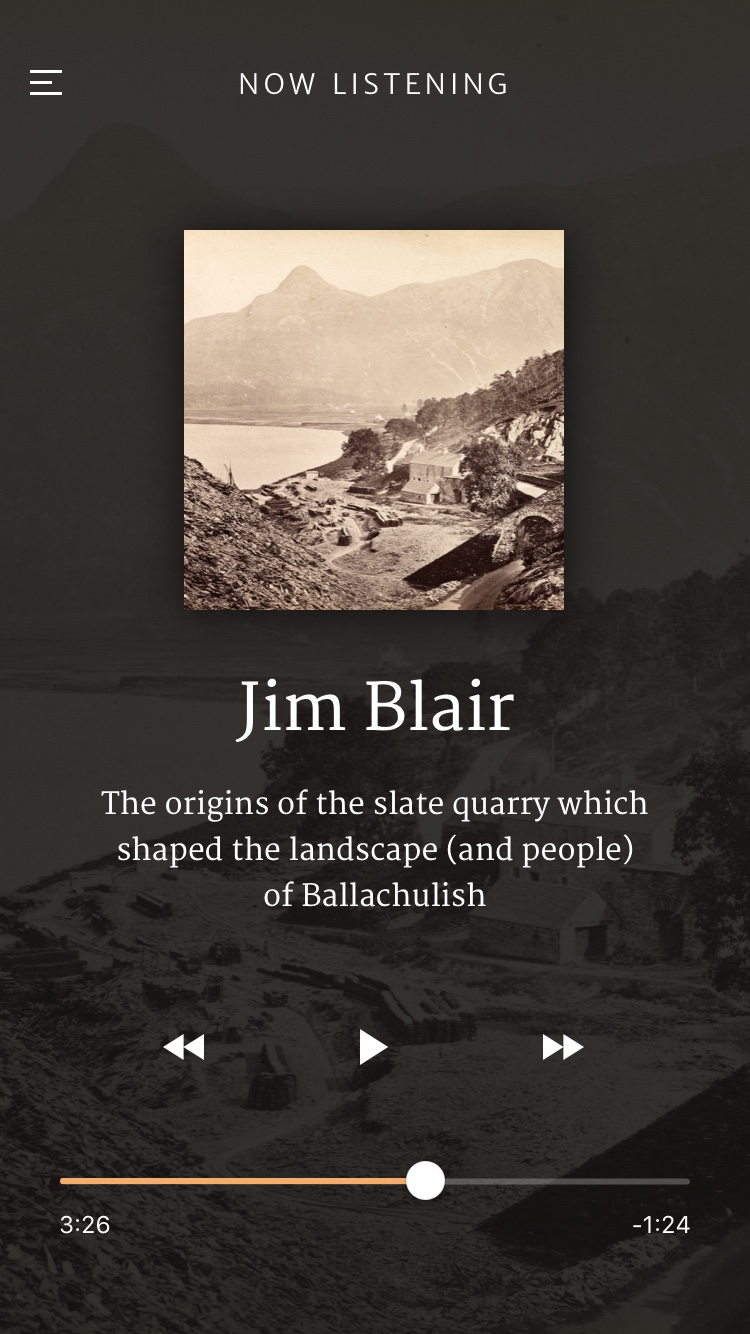 NOW LISTENING
Jim Blair
The origins of the slate quarry which
shaped the landscape (and people)
of Ballachulish
3:26
-1:24